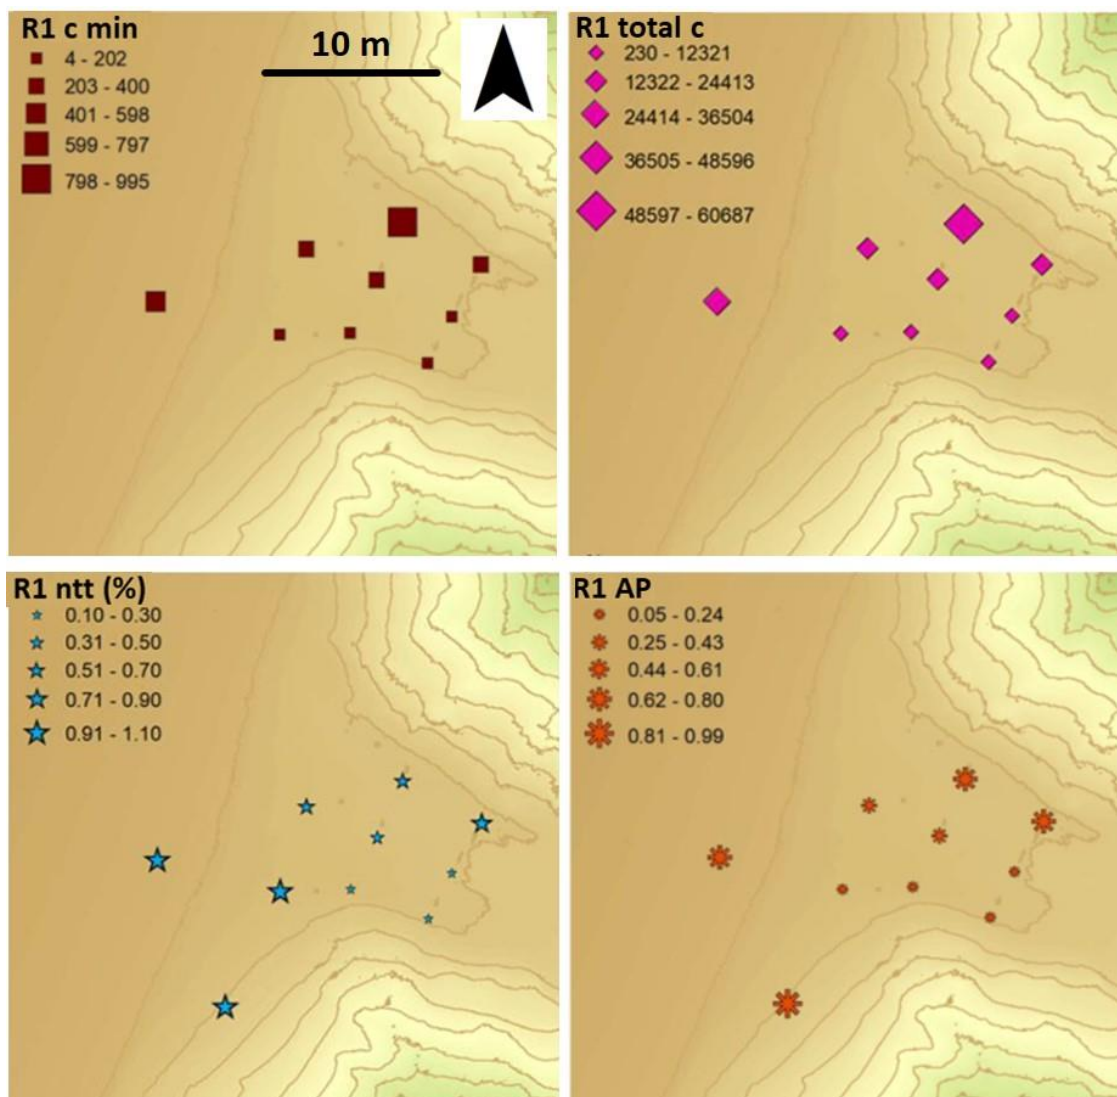 R1 c min
4 - 202
203 - 400
401 - 598
599 - 797
798 - 995
10 m
R1 total c
230 - 12321
12322 - 24413
24414 - 36504
36505 - 48596
48597 - 60687
R1 ntt (%)
0.10 - 0.30
0.31 - 0.50
0.51 - 0.70
0.71 - 0.90
0.91 - 1.10
R1 AP
0.05 - 0.24
0.25 - 0.43
0.44 - 0.61
0.62 - 0.80
0.81 - 0.99